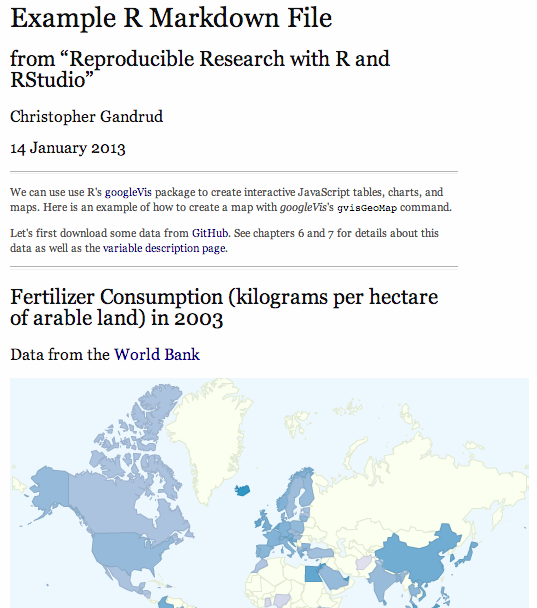 Example R Markdown File
from “Reproducible Research with R and
RStudio”
Christopher Gandrud
14 January 2013
We can use use R's googleVis package to create interactive JavaScript tables, charts, and
maps. Here is an example of how to create a map with googleVis's gvisGeoMap command.
Let's first download some data from GitHub. See chapters 6 and 7 for details about this
data as well as the variable description page.
Fertilizer Consumption (kilograms per hectare
of arable land) in 2003
Data from the World Bank